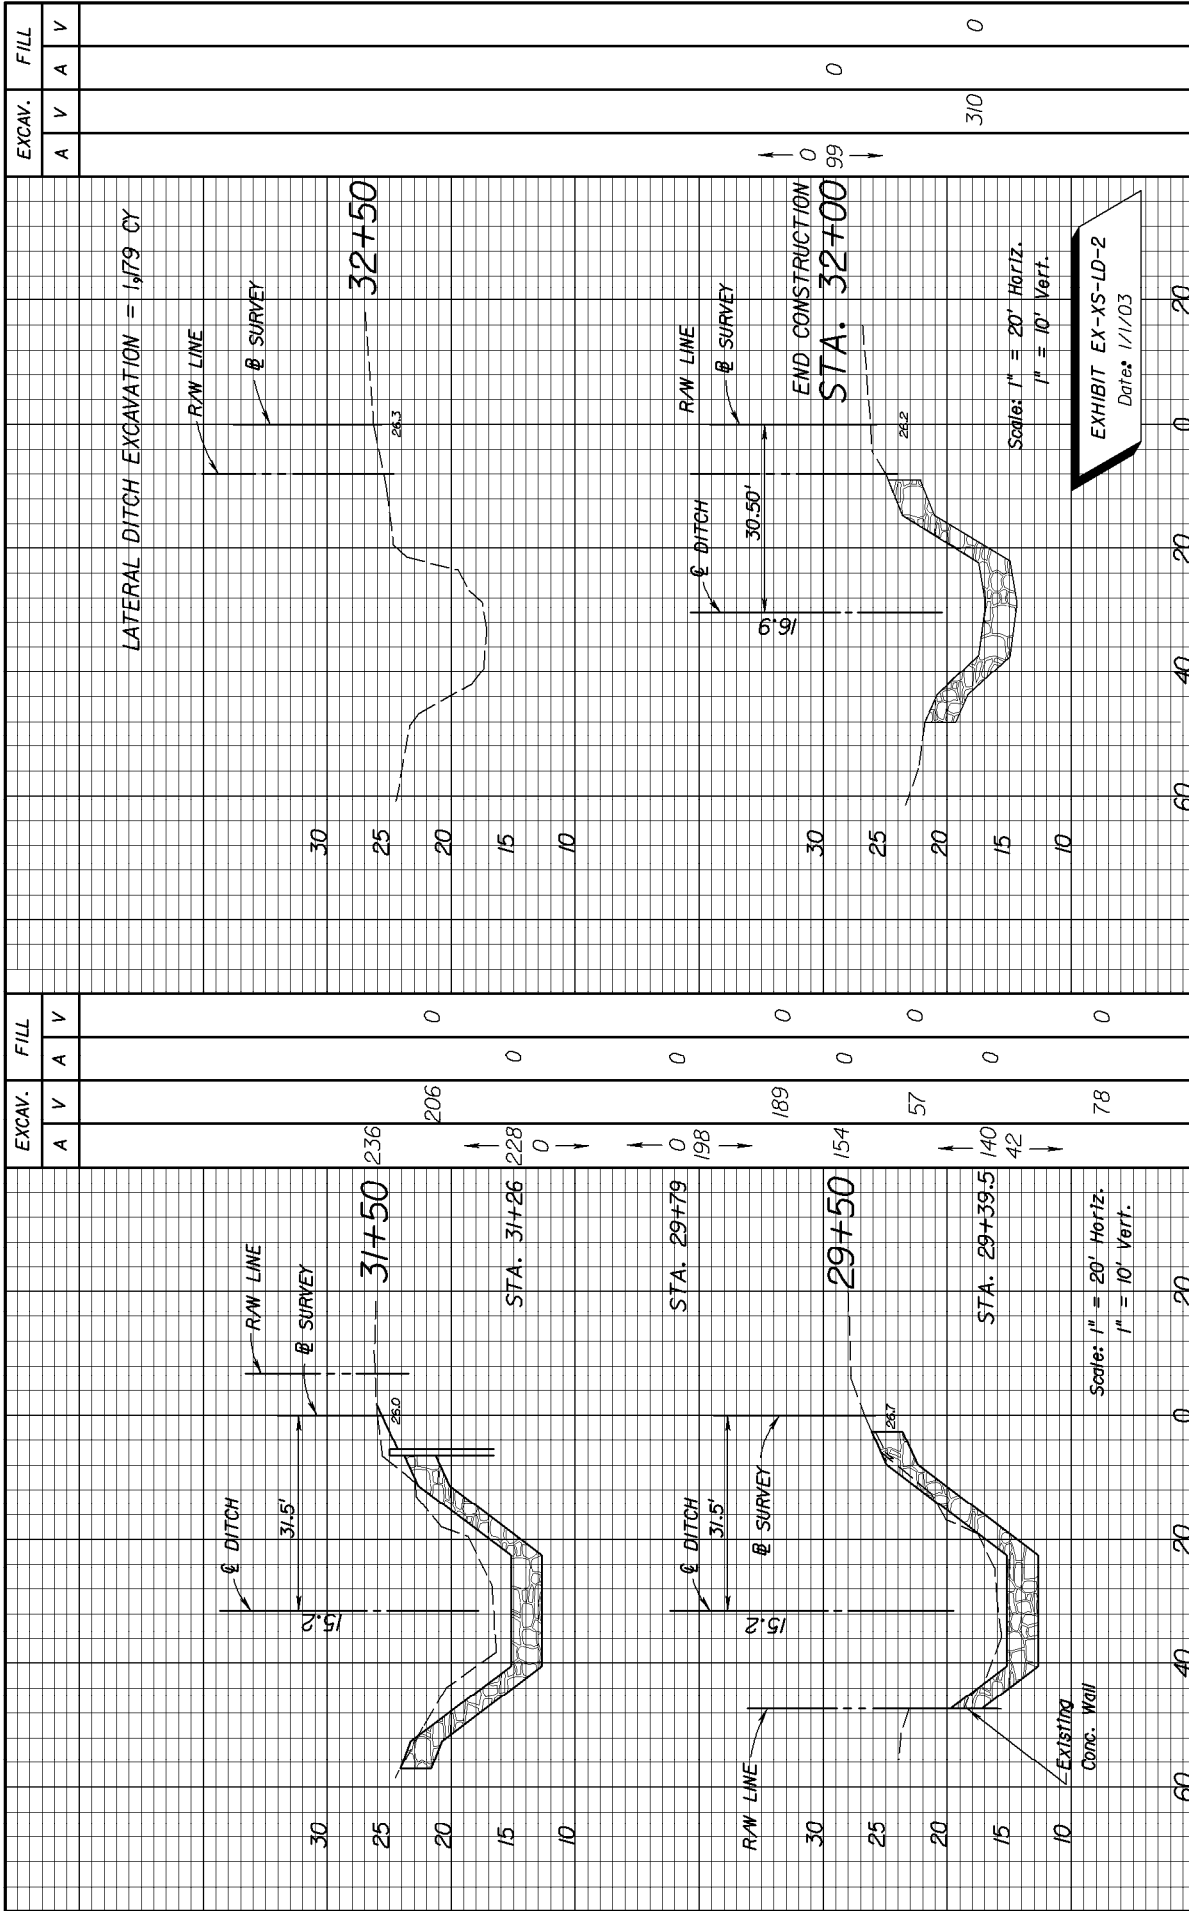 EXCAV. FILL
A V A V
LATERAL DITCH EXCAVATION = 1,179 CY
R/W LINE
℄ SURVEY
32+50
26.3
30
25
20
15
10
R/W LINE
℄ SURVEY
END CONSTRUCTION
STA. 32+00
0
99
0
310
0
℄ DITCH
30.50'
16.9
26.2
30
25
20
15
10
Scale: 1" = 20' Horiz.
1" = 10' Vert.
EXHIBIT EX-XS-LD-2
Date: 1/1/03
60 40 20 0 20
EXCAV. FILL
A V A V
R/W LINE
℄ SURVEY
31+50
236
206
0
℄ DITCH
31.5'
15.2
26.0
30
25
20
15
10
STA. 31+26
228
0
0
STA. 29+79
0
198
0
189
0
℄ DITCH
31.5'
℄ SURVEY
15.2
29+50
154
0
26.7
57
0
R/W LINE
30
25
20
15
10
STA. 29+39.5
140
42
0
78
0
Existing
Conc. Wall
Scale: 1" = 20' Horiz.
1" = 10' Vert.
60 40 20 0 20